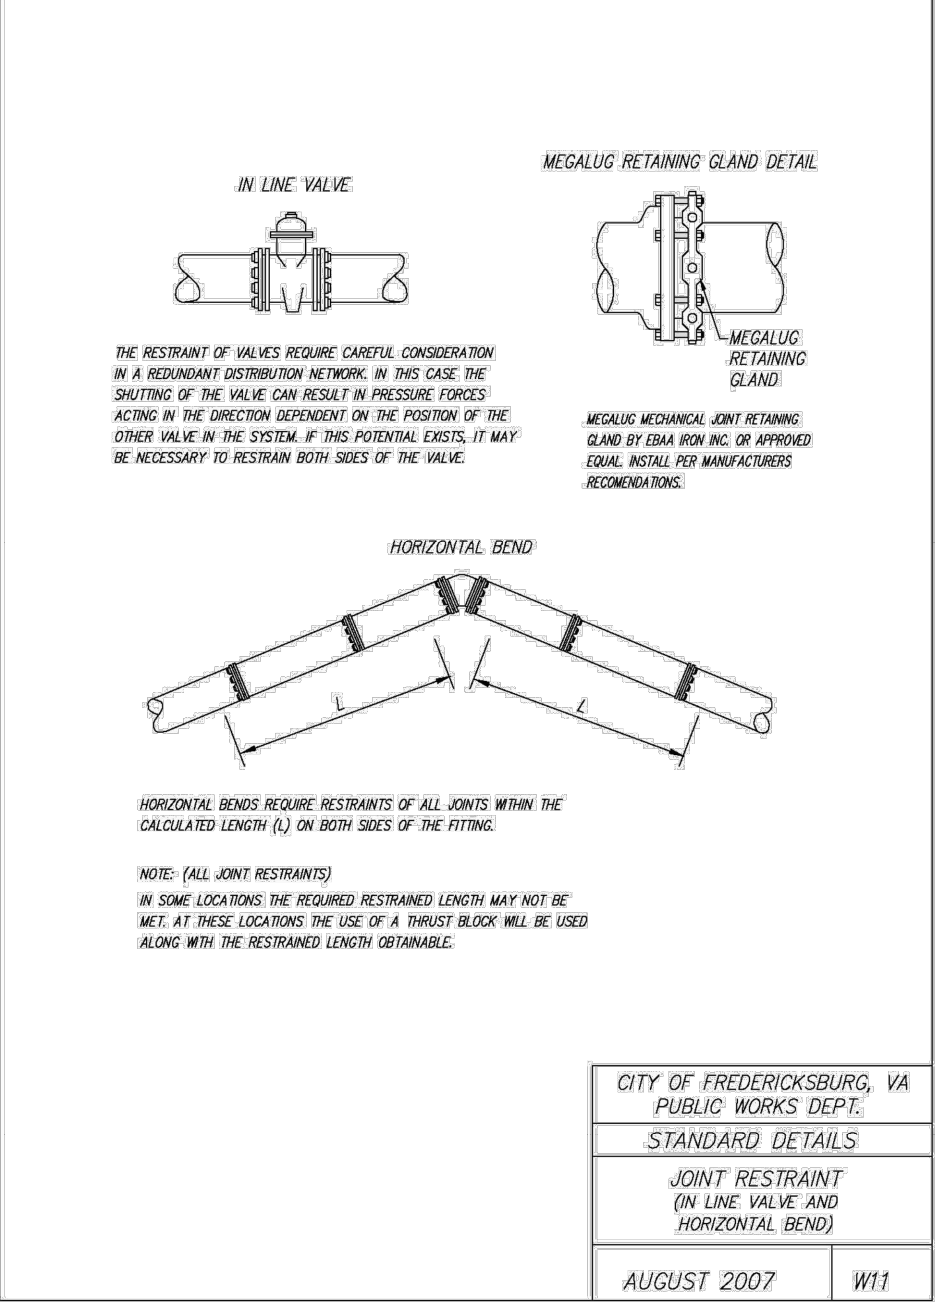 IN LINE VALVE
THE RESTRAINT OF VALVES REQUIRE CAREFUL CONSIDERATION
IN A REDUNDANT DISTRIBUTION NETWORK. IN THIS CASE THE
SHUTTING OF THE VALVE CAN RESULT IN PRESSURE FORCES
ACTING IN THE DIRECTION DEPENDENT ON THE POSITION OF THE
OTHER VALVE IN THE SYSTEM. IF THIS POTENTIAL EXISTS, IT MAY
BE NECESSARY TO RESTRAIN BOTH SIDES OF THE VALVE.
MEGALUG RETAINING GLAND DETAIL
MEGALUG
RETAINING
GLAND
MEGALUG MECHANICAL JOINT RETAINING
GLAND BY EBAA IRON INC. OR APPROVED
EQUAL. INSTALL PER MANUFACTURERS
RECOMENDATIONS.
HORIZONTAL BEND
L
L
HORIZONTAL BENDS REQUIRE RESTRAINTS OF ALL JOINTS WITHIN THE
CALCULATED LENGTH (L) ON BOTH SIDES OF THE FITTING.
NOTE: (ALL JOINT RESTRAINTS)
IN SOME LOCATIONS THE REQUIRED RESTRAINED LENGTH MAY NOT BE
MET. AT THESE LOCATIONS THE USE OF A THRUST BLOCK WILL BE USED
ALONG WITH THE RESTRAINED LENGTH OBTAINABLE.
CITY OF FREDERICKSBURG, VA
PUBLIC WORKS DEPT.
STANDARD DETAILS
JOINT RESTRAINT
(IN LINE VALVE AND
HORIZONTAL BEND)
AUGUST 2007
W11